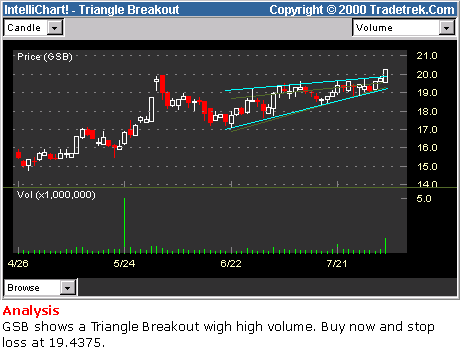 IntelliChart! - Triangle Breakout Copyright © 2000 Tradetrek.Com
Candle Volume
Price (GSB)
21.0
20.0
19.0
18.0
17.0
16.0
15.0
14.0
Vol (x1,000,000)
5.0
4/26 5/24 6/22 7/21
Browse
Analysis
GSB shows a Triangle Breakout wigh high volume. Buy now and stop
loss at 19.4375.